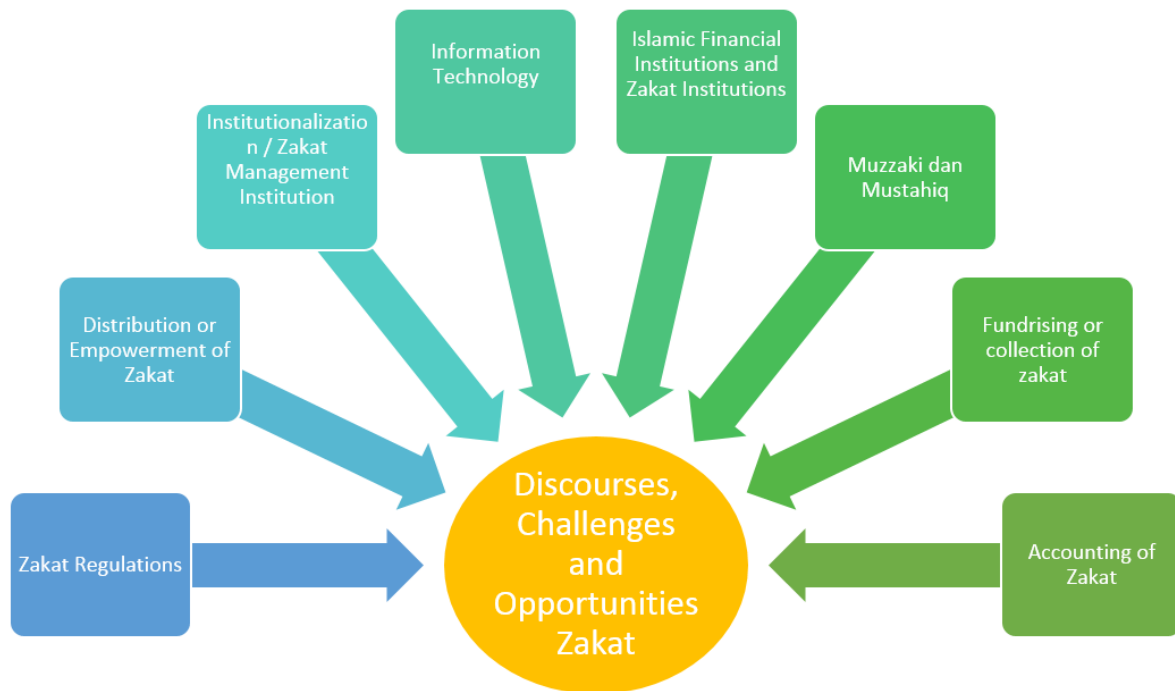 Zakat Regulations
Distribution or
Empowerment of
Zakat
Institutionalizatio
n / Zakat
Management
Institution
Information
Technology
Islamic Financial
Institutions and
Zakat Institutions
Muzzaki dan
Mustahiq
Fundrising or
collection of
zakat
Accounting of
Zakat
Discourses,
Challenges
and
Opportunities
Zakat